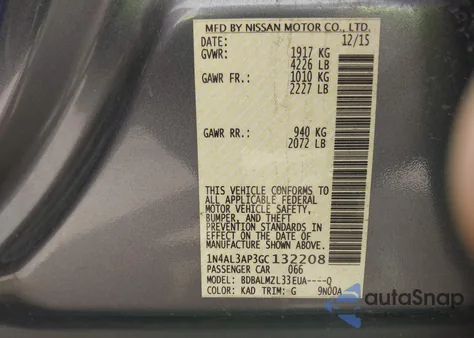 MFD BY NISSAN MOTOR CO., LTD.
DATE: 12/15
GVWR: 1917 KG
4226 LB
GAWR FR.: 1010 KG
2227 LB
GAWR RR.: 940 KG
2072 LB
THIS VEHICLE CONFORMS TO
ALL APPLICABLE FEDERAL
MOTOR VEHICLE SAFETY,
BUMPER, AND THEFT
PREVENTION STANDARDS IN
EFFECT ON THE DATE OF
MANUFACTURE SHOWN ABOVE.
1N4AL3AP3GC132208
PASSENGER CAR 066
MODEL: BDBALMZL33EUA----Q
COLOR: KAD TRIM: G 9N00A
autoSnap
by Carketa